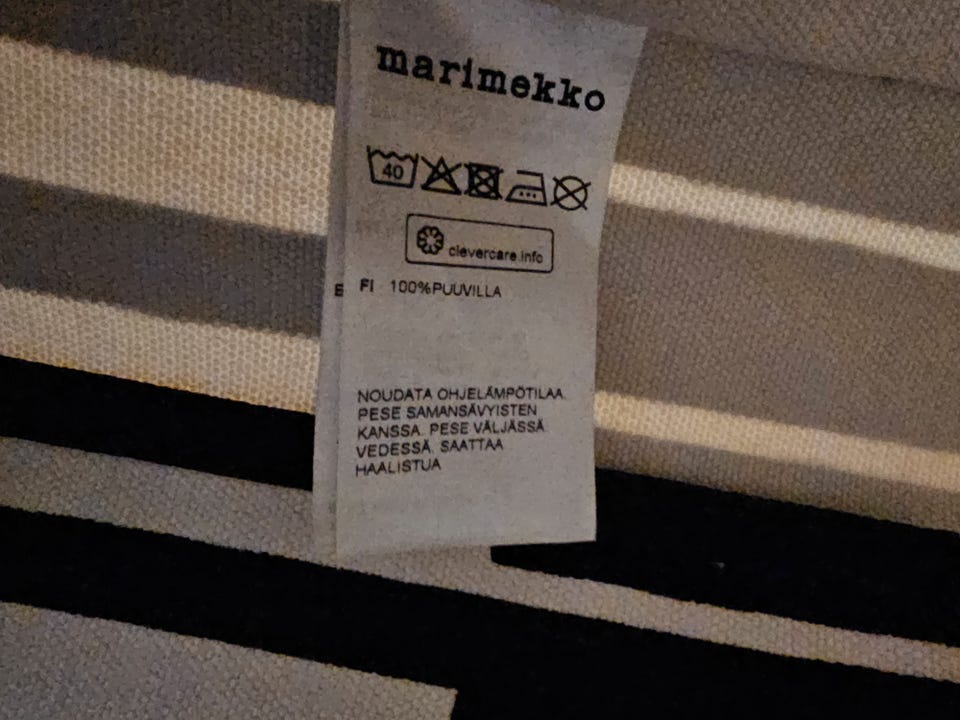 marimekko
40
clevercare.info
E FI 100%PUUVILLA
NOUDATA OHJELÄMPÖTILAA.
PESE SAMANSÄVYISTEN
KANSSA. PESE VÄLJÄSSÄ
VEDESSÄ. SAATTAA
HAALISTUA